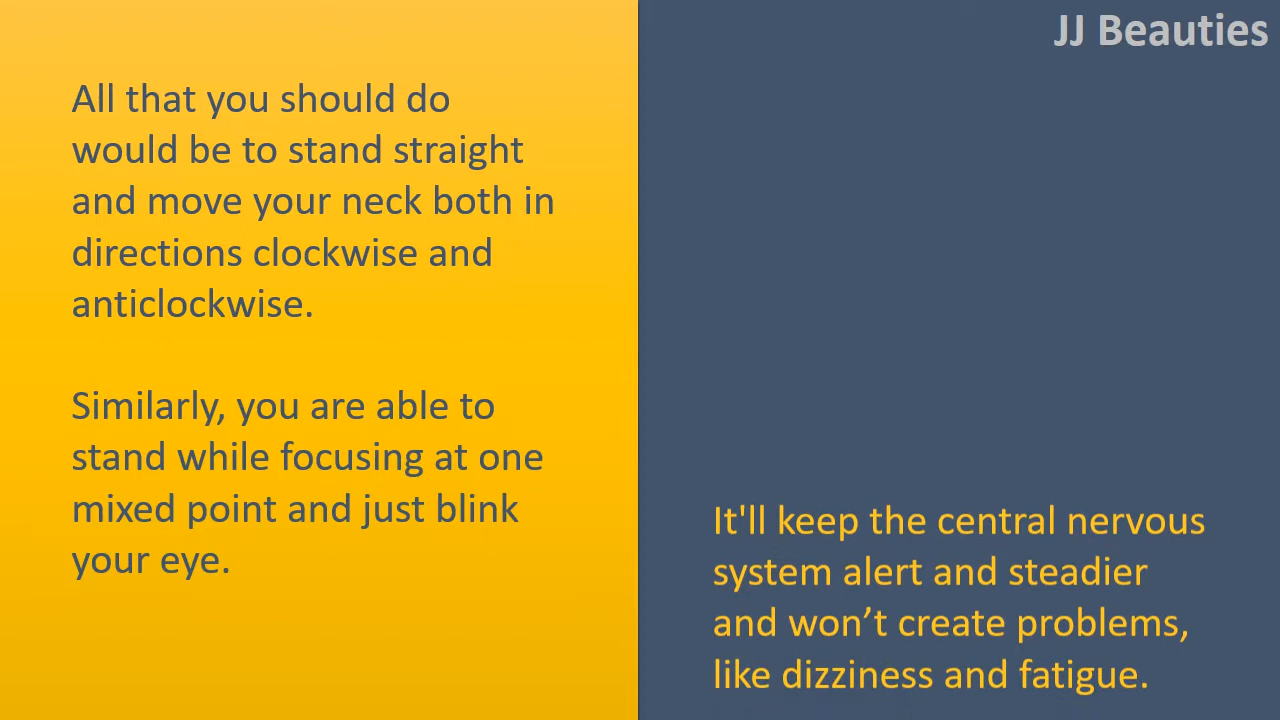 JJ Beauties
All that you should do
would be to stand straight
and move your neck both in
directions clockwise and
anticlockwise.
Similarly, you are able to
stand while focusing at one
mixed point and just blink
your eye.
It'll keep the central nervous
system alert and steadier
and won’t create problems,
like dizziness and fatigue.